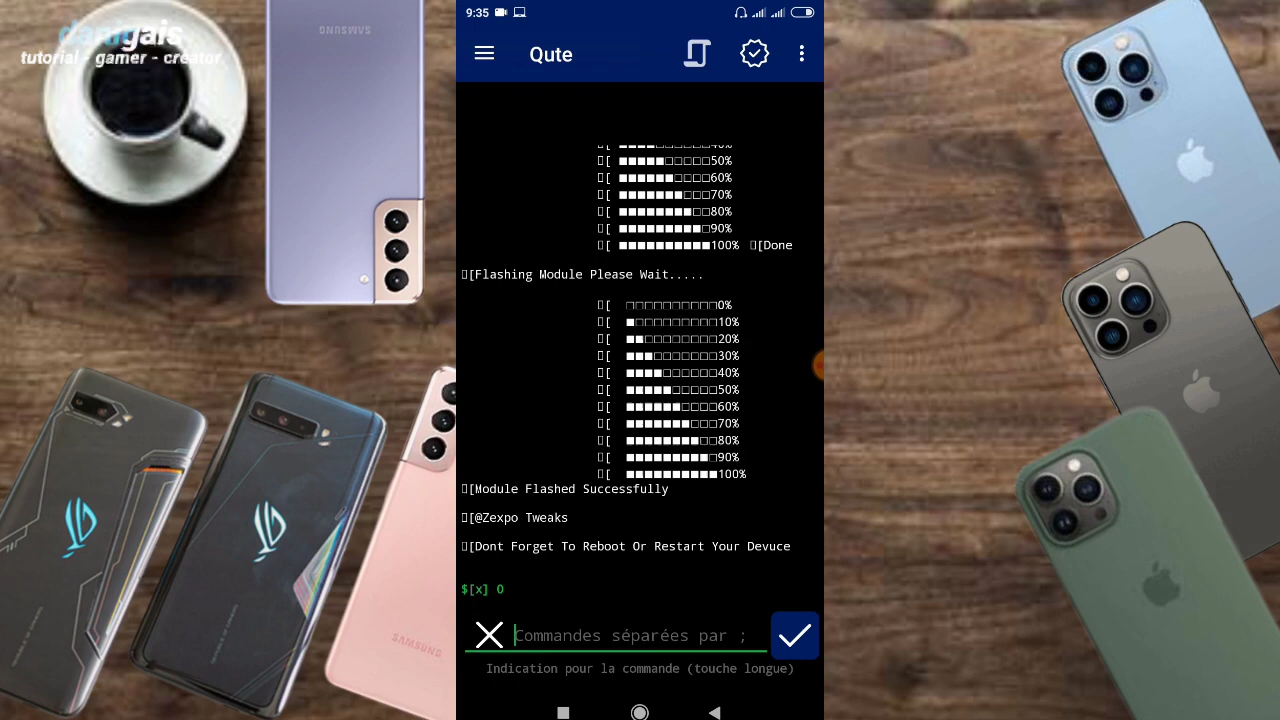 danigais
tutorial - gamer - creator
SAMSUNG
SAMSUNG
9:35
Qute
[ ■■■■□□□□□□40%
[ ■■■■■□□□□□50%
[ ■■■■■■□□□□60%
[ ■■■■■■■□□□70%
[ ■■■■■■■■□□80%
[ ■■■■■■■■■□90%
[ ■■■■■■■■■■100% [Done
[Flashing Module Please Wait.....
[ □□□□□□□□□□0%
[ ■□□□□□□□□□10%
[ ■■□□□□□□□□20%
[ ■■■□□□□□□□30%
[ ■■■■□□□□□□40%
[ ■■■■■□□□□□50%
[ ■■■■■■□□□□60%
[ ■■■■■■■□□□70%
[ ■■■■■■■■□□80%
[ ■■■■■■■■■□90%
[ ■■■■■■■■■■100%
[Module Flashed Successfully
[@Zexpo Tweaks
[Dont Forget To Reboot Or Restart Your Devuce
$[x] 0
Commandes séparées par ;
Indication pour la commande (touche longue)